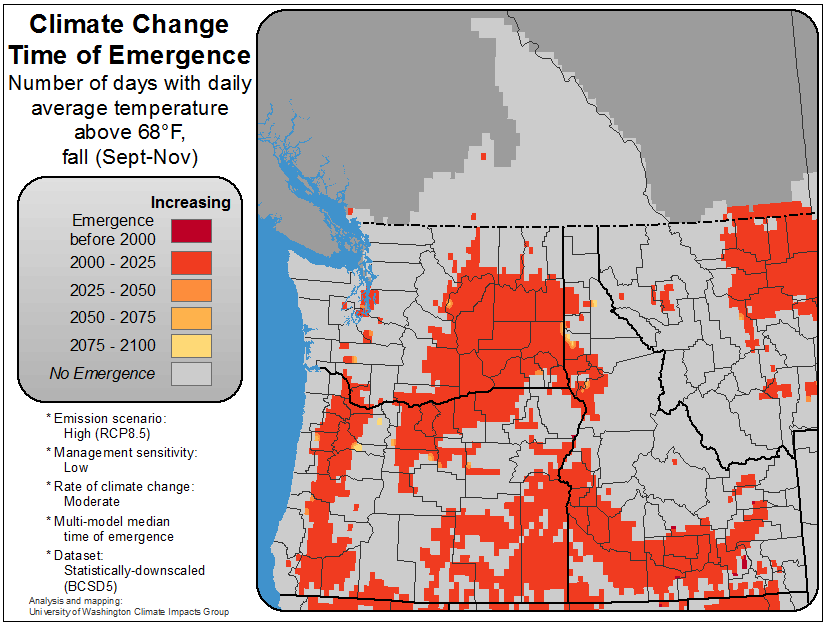 Climate Change
Time of Emergence
Number of days with daily
average temperature
above 68°F,
fall (Sept-Nov)
Increasing
Emergence
before 2000
2000 - 2025
2025 - 2050
2050 - 2075
2075 - 2100
No Emergence
* Emission scenario:
High (RCP8.5)
* Management sensitivity:
Low
* Rate of climate change:
Moderate
* Multi-model median
time of emergence
* Dataset:
Statistically-downscaled
(BCSD5)
Analysis and mapping:
University of Washington Climate Impacts Group